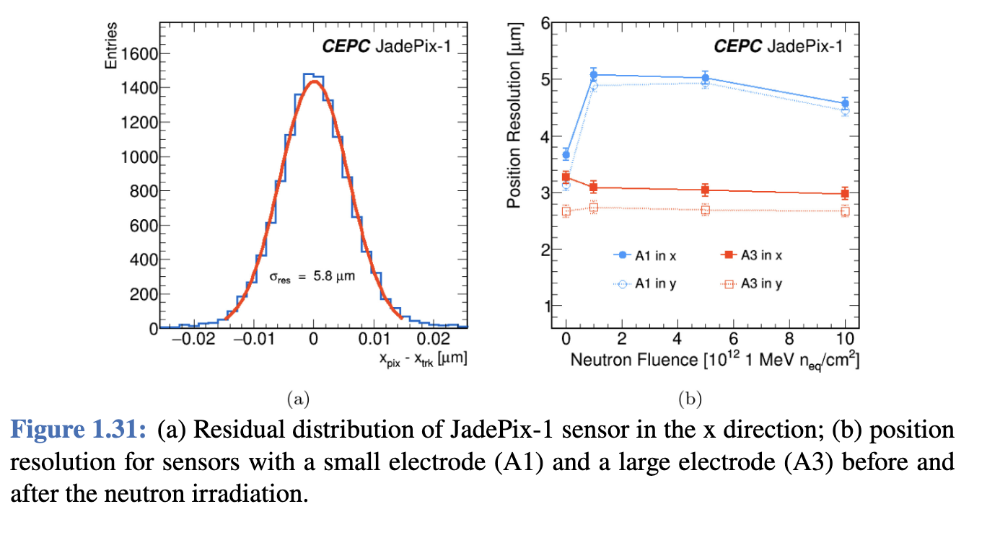 Entries
CEPC JadePix-1
1600
1400
1200
1000
800
600
400
200
0
σres = 5.8 μm
−0.02 −0.01 0 0.01 0.02
xpix - xtrk [μm]
(a)
Position Resolution [μm]
CEPC JadePix-1
6
5
4
3
2
1
A1 in x
A3 in x
A1 in y
A3 in y
0 2 4 6 8 10
Neutron Fluence [10¹² 1 MeV neq/cm²]
(b)
Figure 1.31: (a) Residual distribution of JadePix-1 sensor in the x direction; (b) position
resolution for sensors with a small electrode (A1) and a large electrode (A3) before and
after the neutron irradiation.